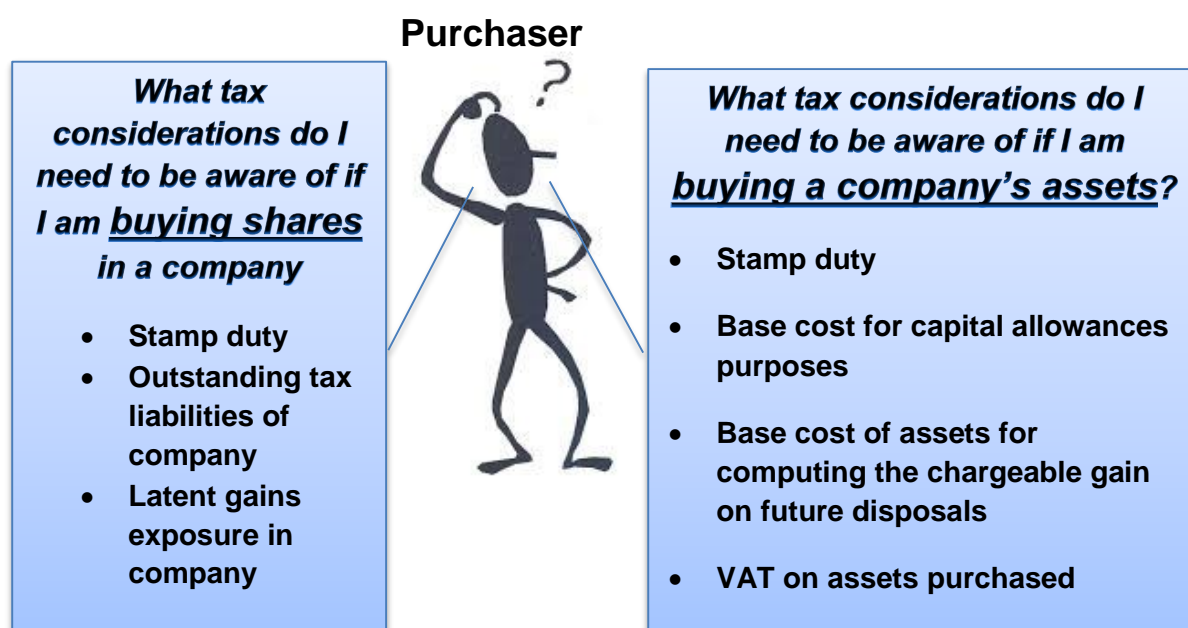 Purchaser
What tax
considerations do I
need to be aware of if
I am buying shares
in a company
• Stamp duty
• Outstanding tax
liabilities of
company
• Latent gains
exposure in
company
?
What tax considerations do I
need to be aware of if I am
buying a company’s assets?
• Stamp duty
• Base cost for capital allowances
purposes
• Base cost of assets for
computing the chargeable gain
on future disposals
• VAT on assets purchased